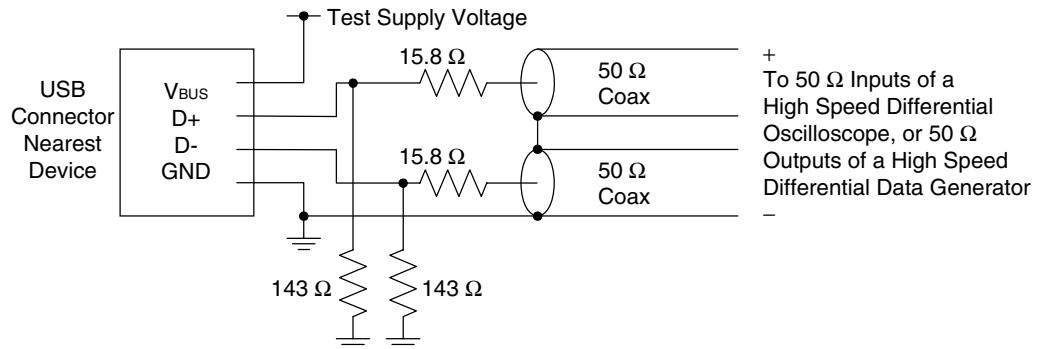 Test Supply Voltage
USB
Connector
Nearest
Device
VBUS
D+
D-
GND
15.8 Ω
50 Ω
Coax
15.8 Ω
50 Ω
Coax
+
To 50 Ω Inputs of a
High Speed Differential
Oscilloscope, or 50 Ω
Outputs of a High Speed
Differential Data Generator
−
143 Ω
143 Ω